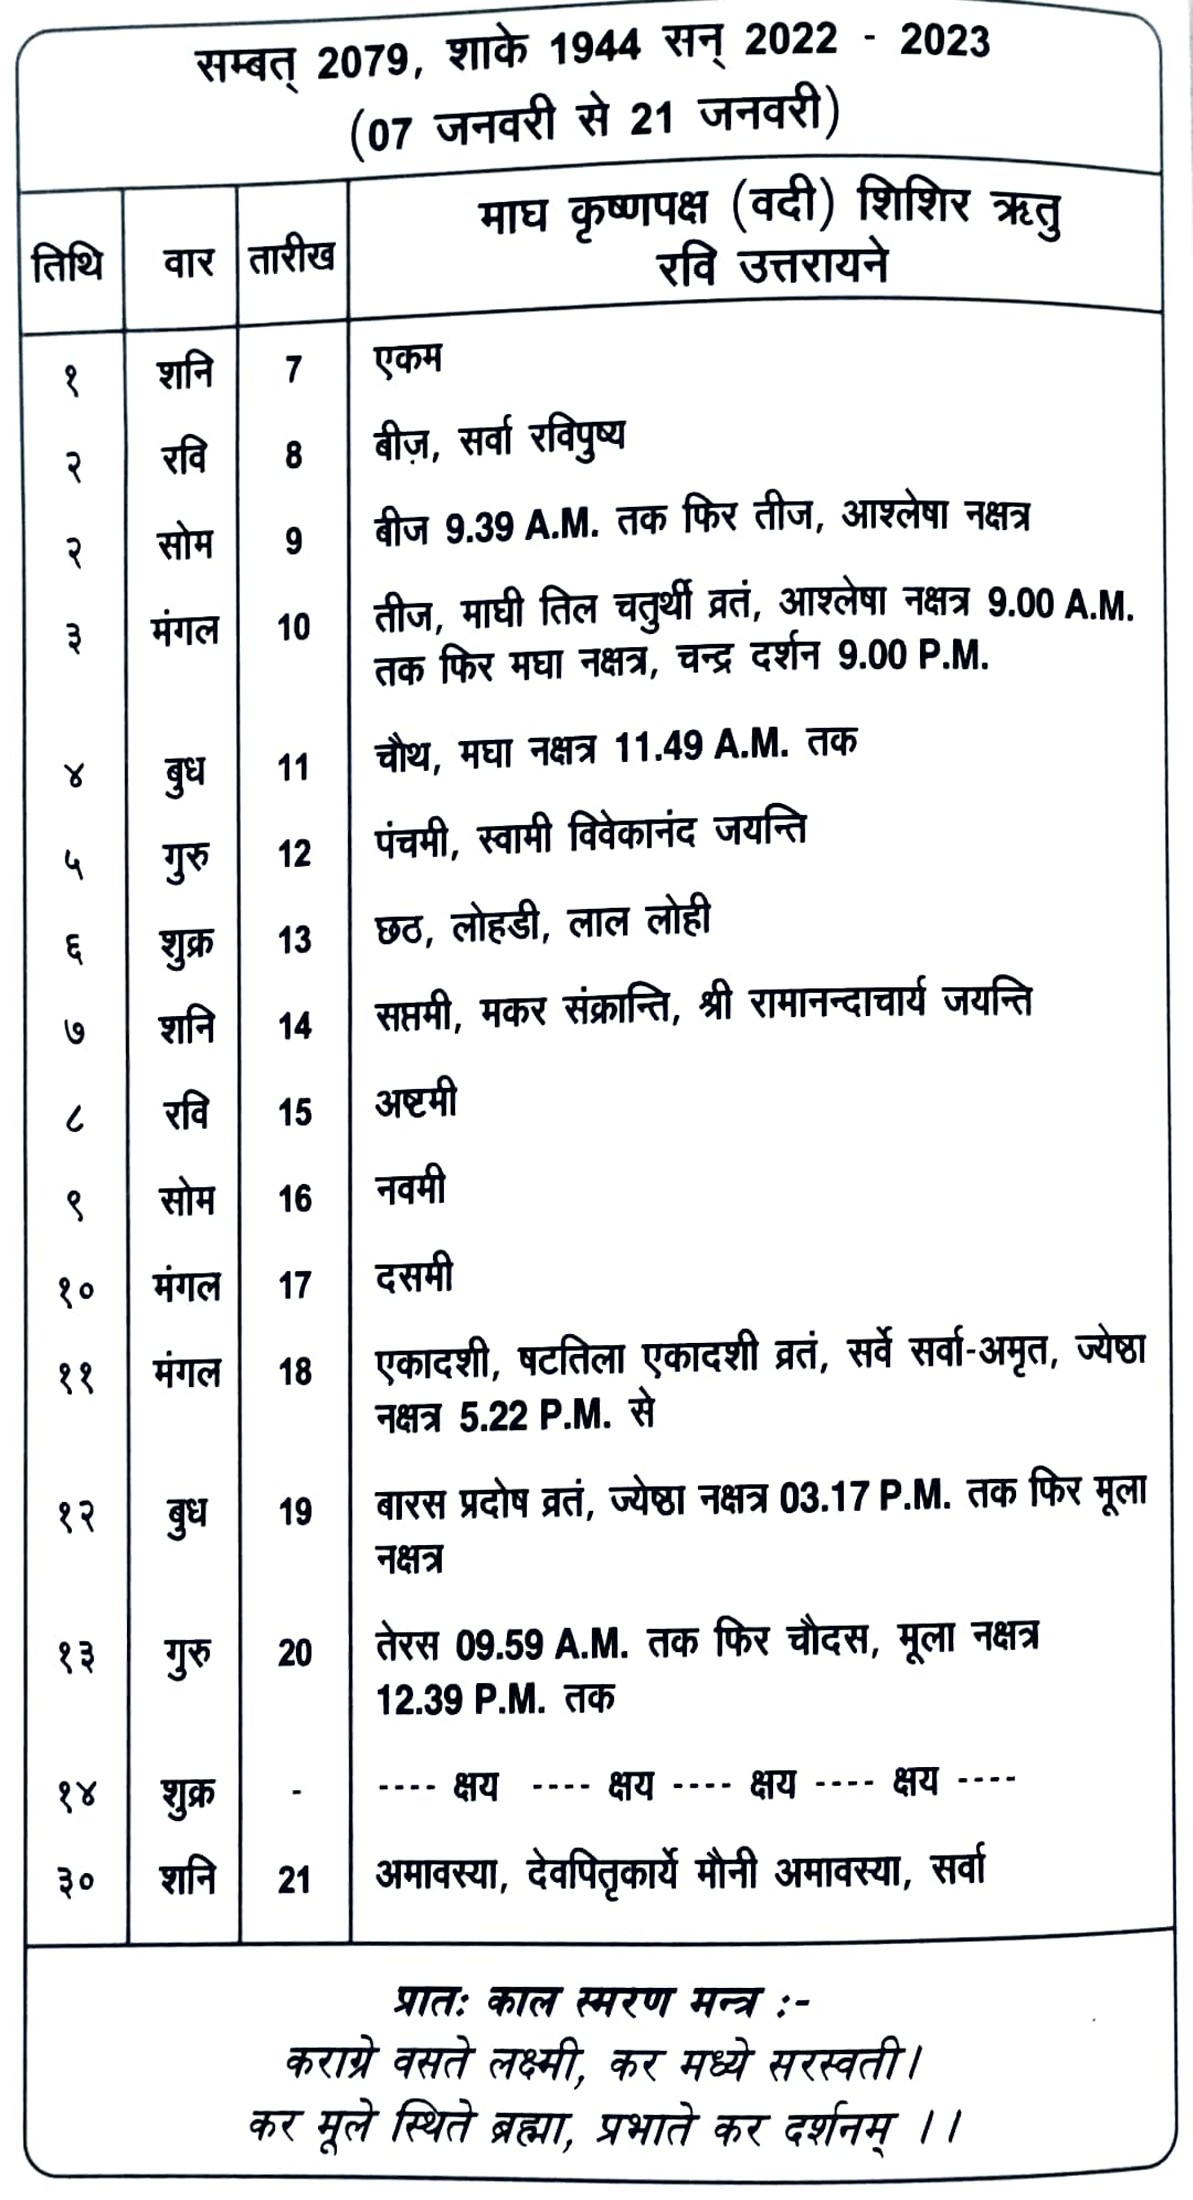 सम्बत् 2079, शाके 1944 सन् 2022 - 2023
(07 जनवरी से 21 जनवरी)
तिथि वार तारीख माघ कृष्णपक्ष (वदी) शिशिर ऋतु
रवि उत्तरायने
१ शनि 7 एकम
२ रवि 8 बीज़, सर्वा रविपुष्य
२ सोम 9 बीज 9.39 A.M. तक फिर तीज, आश्लेषा नक्षत्र
३ मंगल 10 तीज, माघी तिल चतुर्थी व्रतं, आश्लेषा नक्षत्र 9.00 A.M.
तक फिर मघा नक्षत्र, चन्द्र दर्शन 9.00 P.M.
४ बुध 11 चौथ, मघा नक्षत्र 11.49 A.M. तक
५ गुरु 12 पंचमी, स्वामी विवेकानंद जयन्ति
६ शुक्र 13 छठ, लोहडी, लाल लोही
७ शनि 14 सप्तमी, मकर संक्रान्ति, श्री रामानन्दाचार्य जयन्ति
८ रवि 15 अष्टमी
९ सोम 16 नवमी
१० मंगल 17 दसमी
११ मंगल 18 एकादशी, षटतिला एकादशी व्रतं, सर्वे सर्वा-अमृत, ज्येष्ठा
नक्षत्र 5.22 P.M. से
१२ बुध 19 बारस प्रदोष व्रतं, ज्येष्ठा नक्षत्र 03.17 P.M. तक फिर मूला
नक्षत्र
१३ गुरु 20 तेरस 09.59 A.M. तक फिर चौदस, मूला नक्षत्र
12.39 P.M. तक
१४ शुक्र - ---- क्षय ---- क्षय ---- क्षय ---- क्षय ----
३० शनि 21 अमावस्या, देवपितृकार्ये मौनी अमावस्या, सर्वा
प्रातः काल स्मरण मन्त्र :-
कराग्रे वसते लक्ष्मी, कर मध्ये सरस्वती।
कर मूले स्थिते ब्रह्मा, प्रभाते कर दर्शनम् ।।